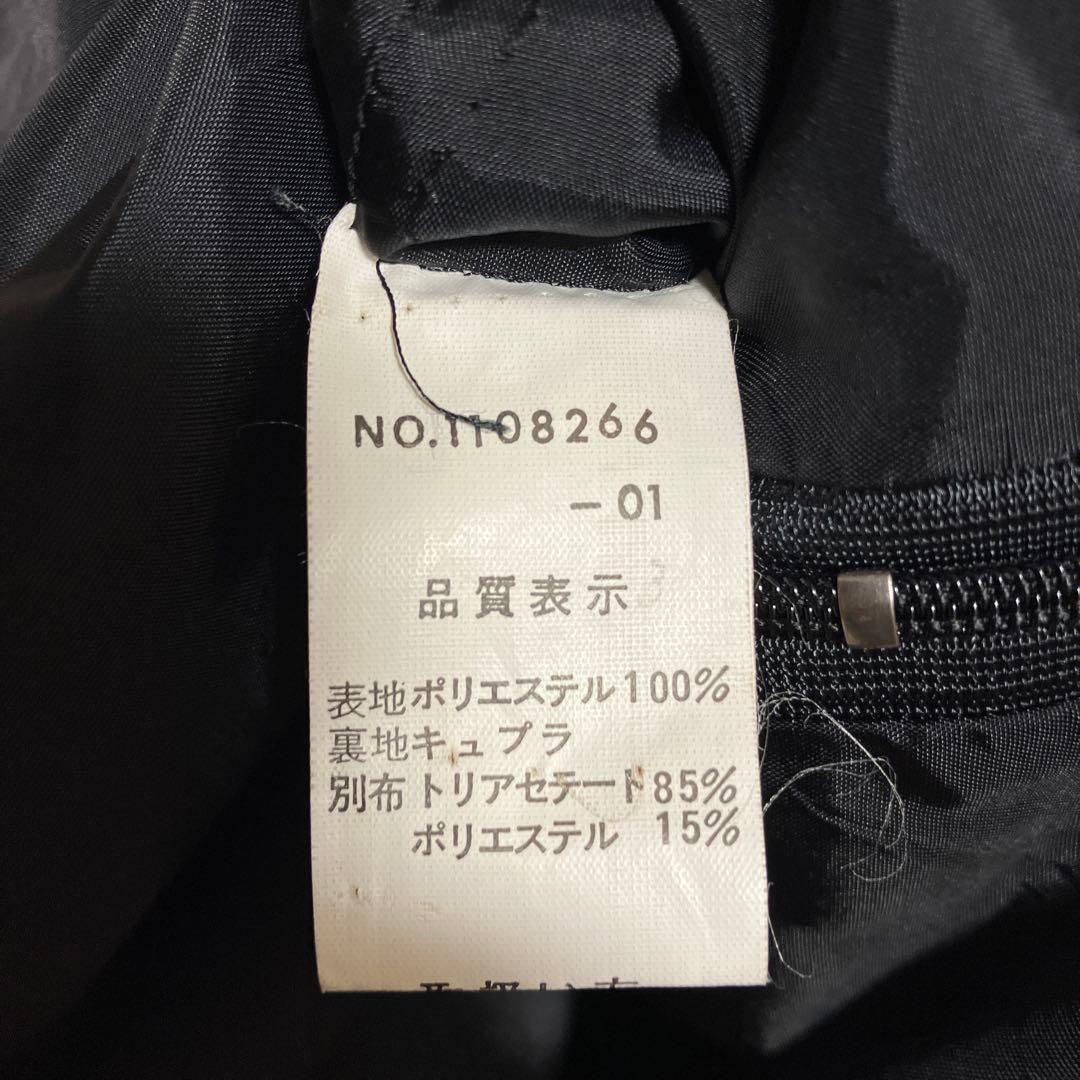 NO.1108266
-01
品質表示
表地ポリエステル100%
裏地キュプラ
別布トリアセテート85%
ポリエステル 15%